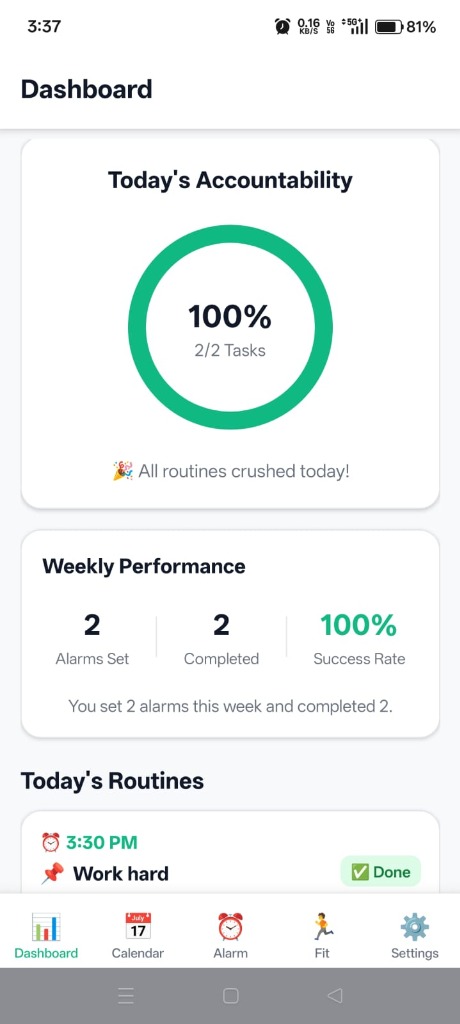 3:37
0.16 KB/S Vo 5G 5G+ 81%
Dashboard
Today's Accountability
100%
2/2 Tasks
🎉 All routines crushed today!
Weekly Performance
2 2 100%
Alarms Set Completed Success Rate
You set 2 alarms this week and completed 2.
Today's Routines
⏰ 3:30 PM
📌 Work hard ✅ Done
July 17
Dashboard Calendar Alarm Fit Settings